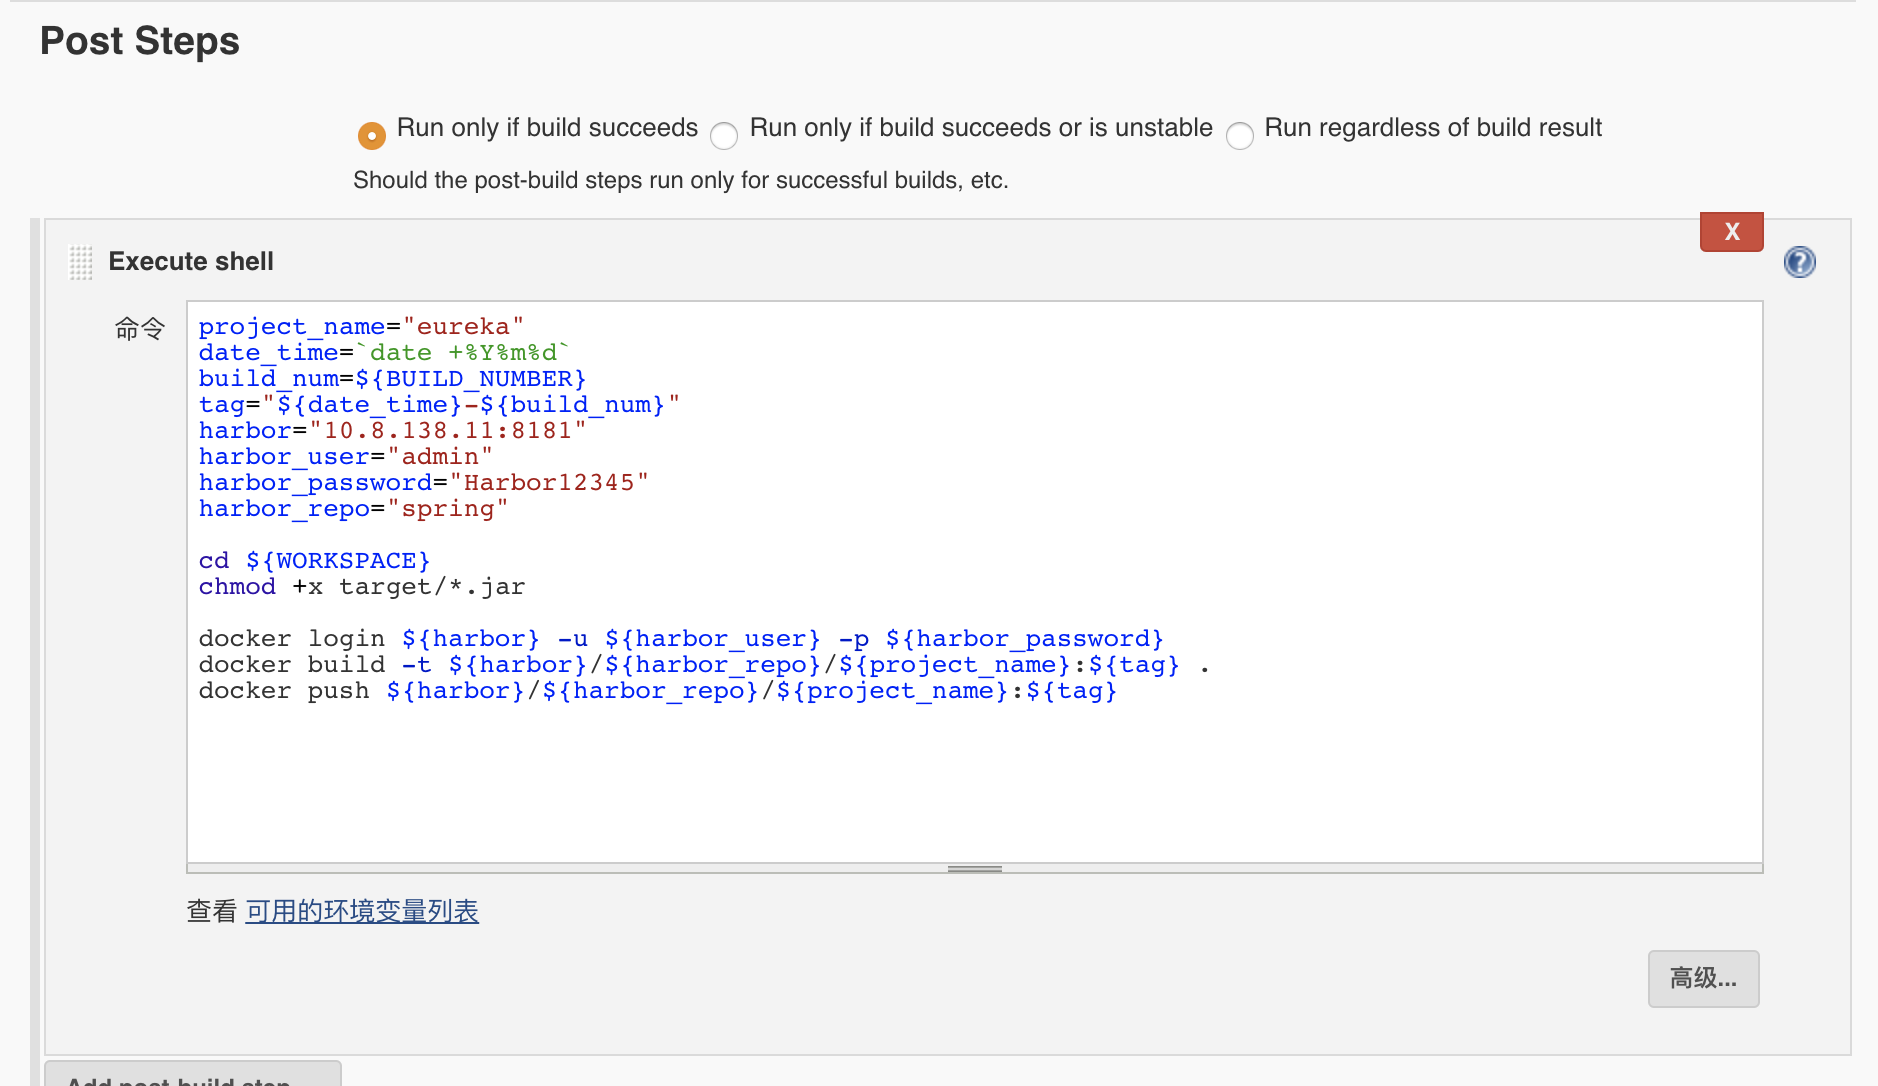 Post Steps
Run only if build succeeds Run only if build succeeds or is unstable Run regardless of build result
Should the post-build steps run only for successful builds, etc.
X
Execute shell
?
命令
project_name="eureka"
date_time=`date +%Y%m%d`
build_num=${BUILD_NUMBER}
tag="${date_time}-${build_num}"
harbor="10.8.138.11:8181"
harbor_user="admin"
harbor_password="Harbor12345"
harbor_repo="spring"
cd ${WORKSPACE}
chmod +x target/*.jar
docker login ${harbor} -u ${harbor_user} -p ${harbor_password}
docker build -t ${harbor}/${harbor_repo}/${project_name}:${tag} .
docker push ${harbor}/${harbor_repo}/${project_name}:${tag}
查看 可用的环境变量列表
高级...
Add post-build step